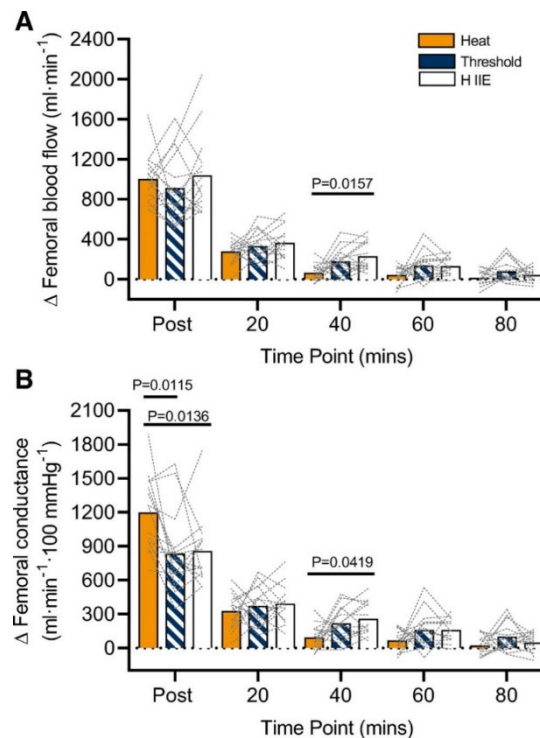 A
Δ Femoral blood flow (ml·min⁻¹)
2400
2000
1600
1200
800
400
0
Heat
Threshold
H IIE
P=0.0157
Post 20 40 60 80
Time Point (mins)
B
Δ Femoral conductance
(ml·min⁻¹·100 mmHg⁻¹)
P=0.0115
P=0.0136
2100
1800
1500
1200
900
600
300
0
P=0.0419
Post 20 40 60 80
Time Point (mins)